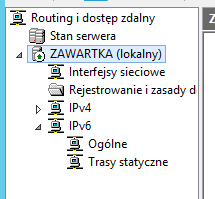 Routing i dostęp zdalny
Stan serwera
ZAWARTKA (lokalny)
Interfejsy sieciowe
Rejestrowanie i zasady d
IPv4
IPv6
Ogólne
Trasy statyczne